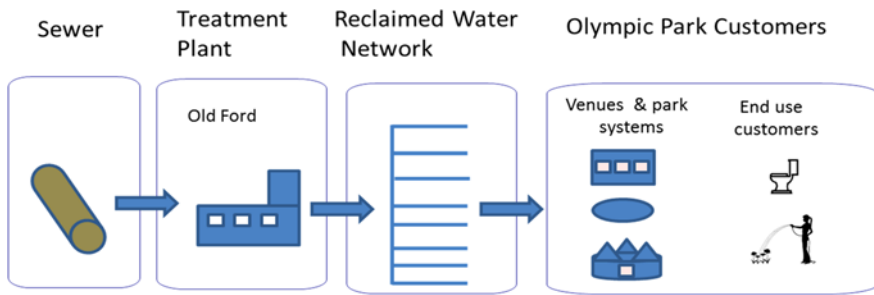 Sewer
Treatment
Plant
Reclaimed Water
Network
Olympic Park Customers
Old Ford
Venues & park
systems
End use
customers